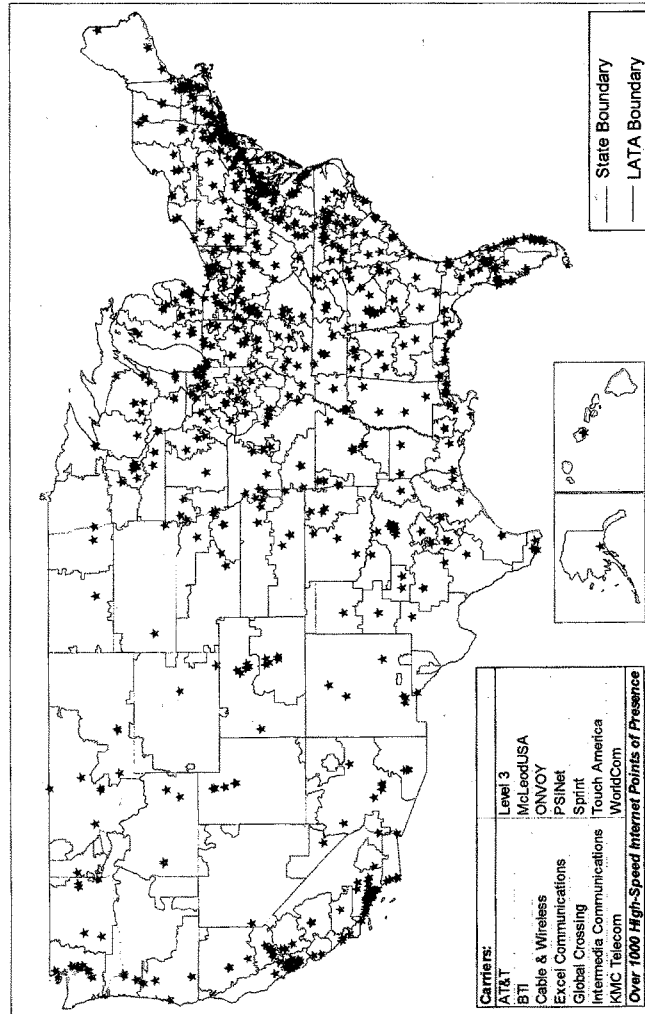 State Boundary
LATA Boundary
Carriers:
AT&T Level 3
BTI McLeodUSA
Cable & Wireless ONVOY
Excel Communications PSINet
Global Crossing Sprint
Intermedia Communications Touch America
KMC Telecom WorldCom
Over 1000 High-Speed Internet Points of Presence